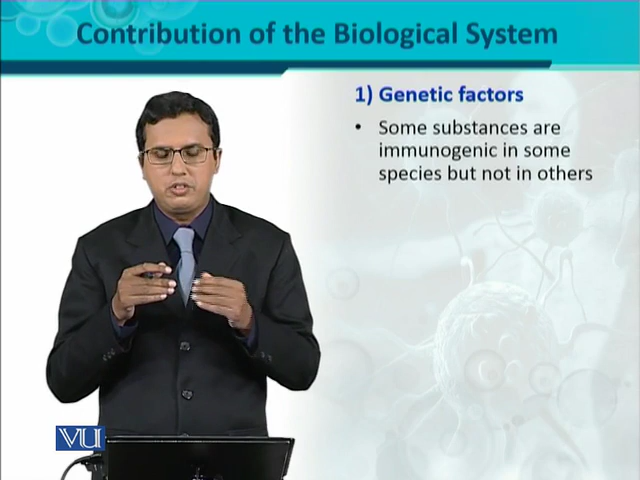 Contribution of the Biological System
1) Genetic factors
• Some substances are
immunogenic in some
species but not in others
VU